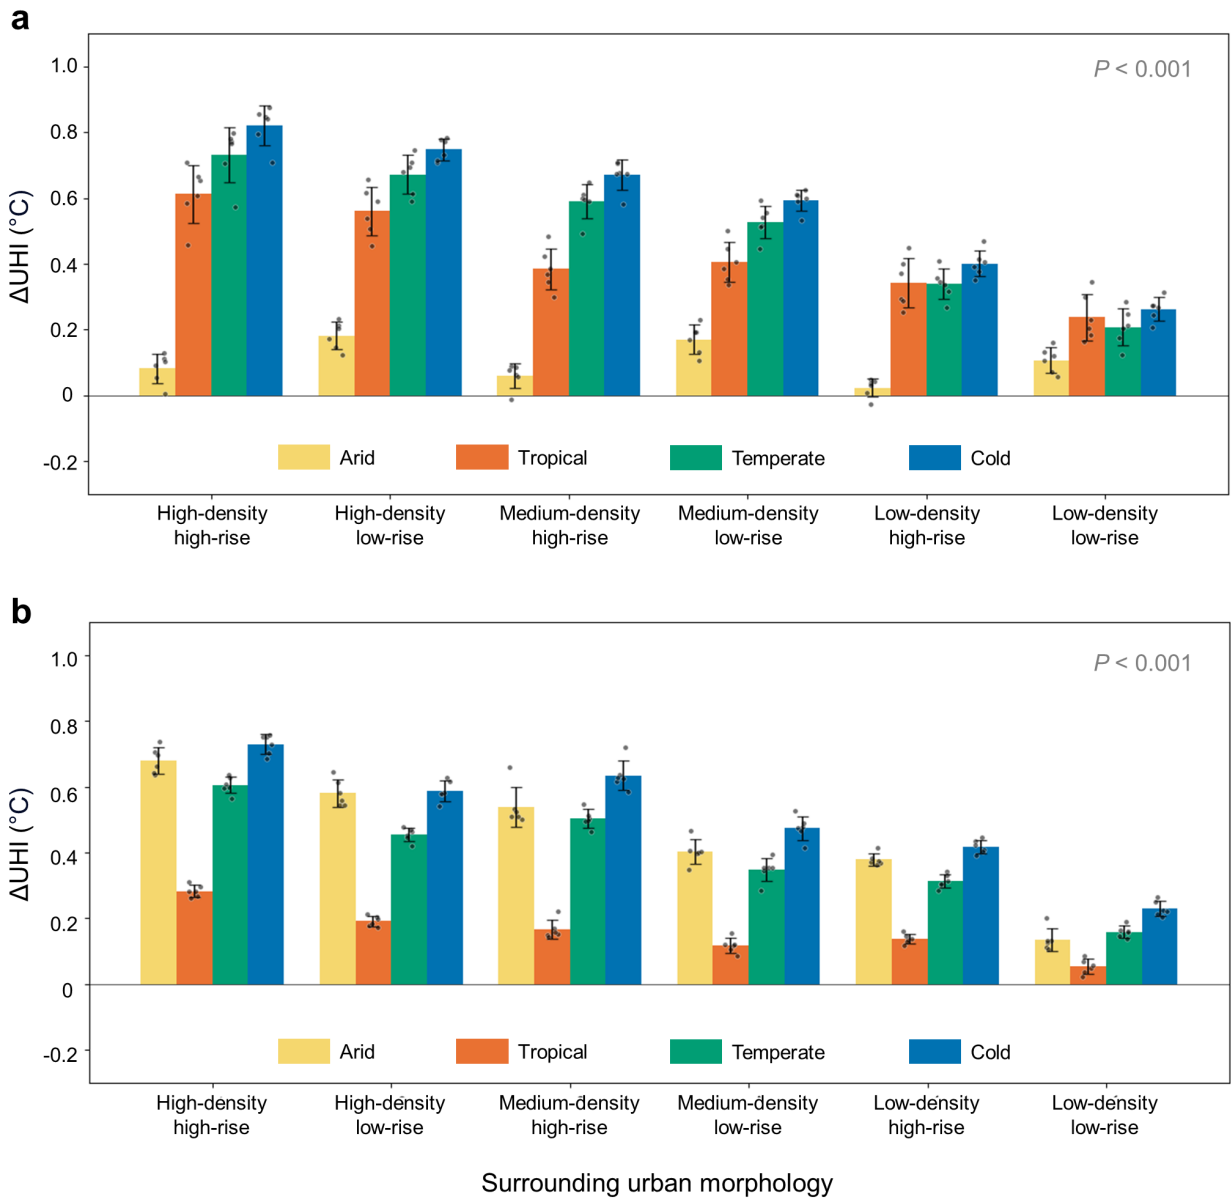 a
P < 0.001
1.0
0.8
0.6
0.4
0.2
0
-0.2
ΔUHI (°C)
Arid Tropical Temperate Cold
High-density High-density Medium-density Medium-density Low-density Low-density
high-rise low-rise high-rise low-rise high-rise low-rise
b
P < 0.001
1.0
0.8
0.6
0.4
0.2
0
-0.2
ΔUHI (°C)
Arid Tropical Temperate Cold
High-density High-density Medium-density Medium-density Low-density Low-density
high-rise low-rise high-rise low-rise high-rise low-rise
Surrounding urban morphology